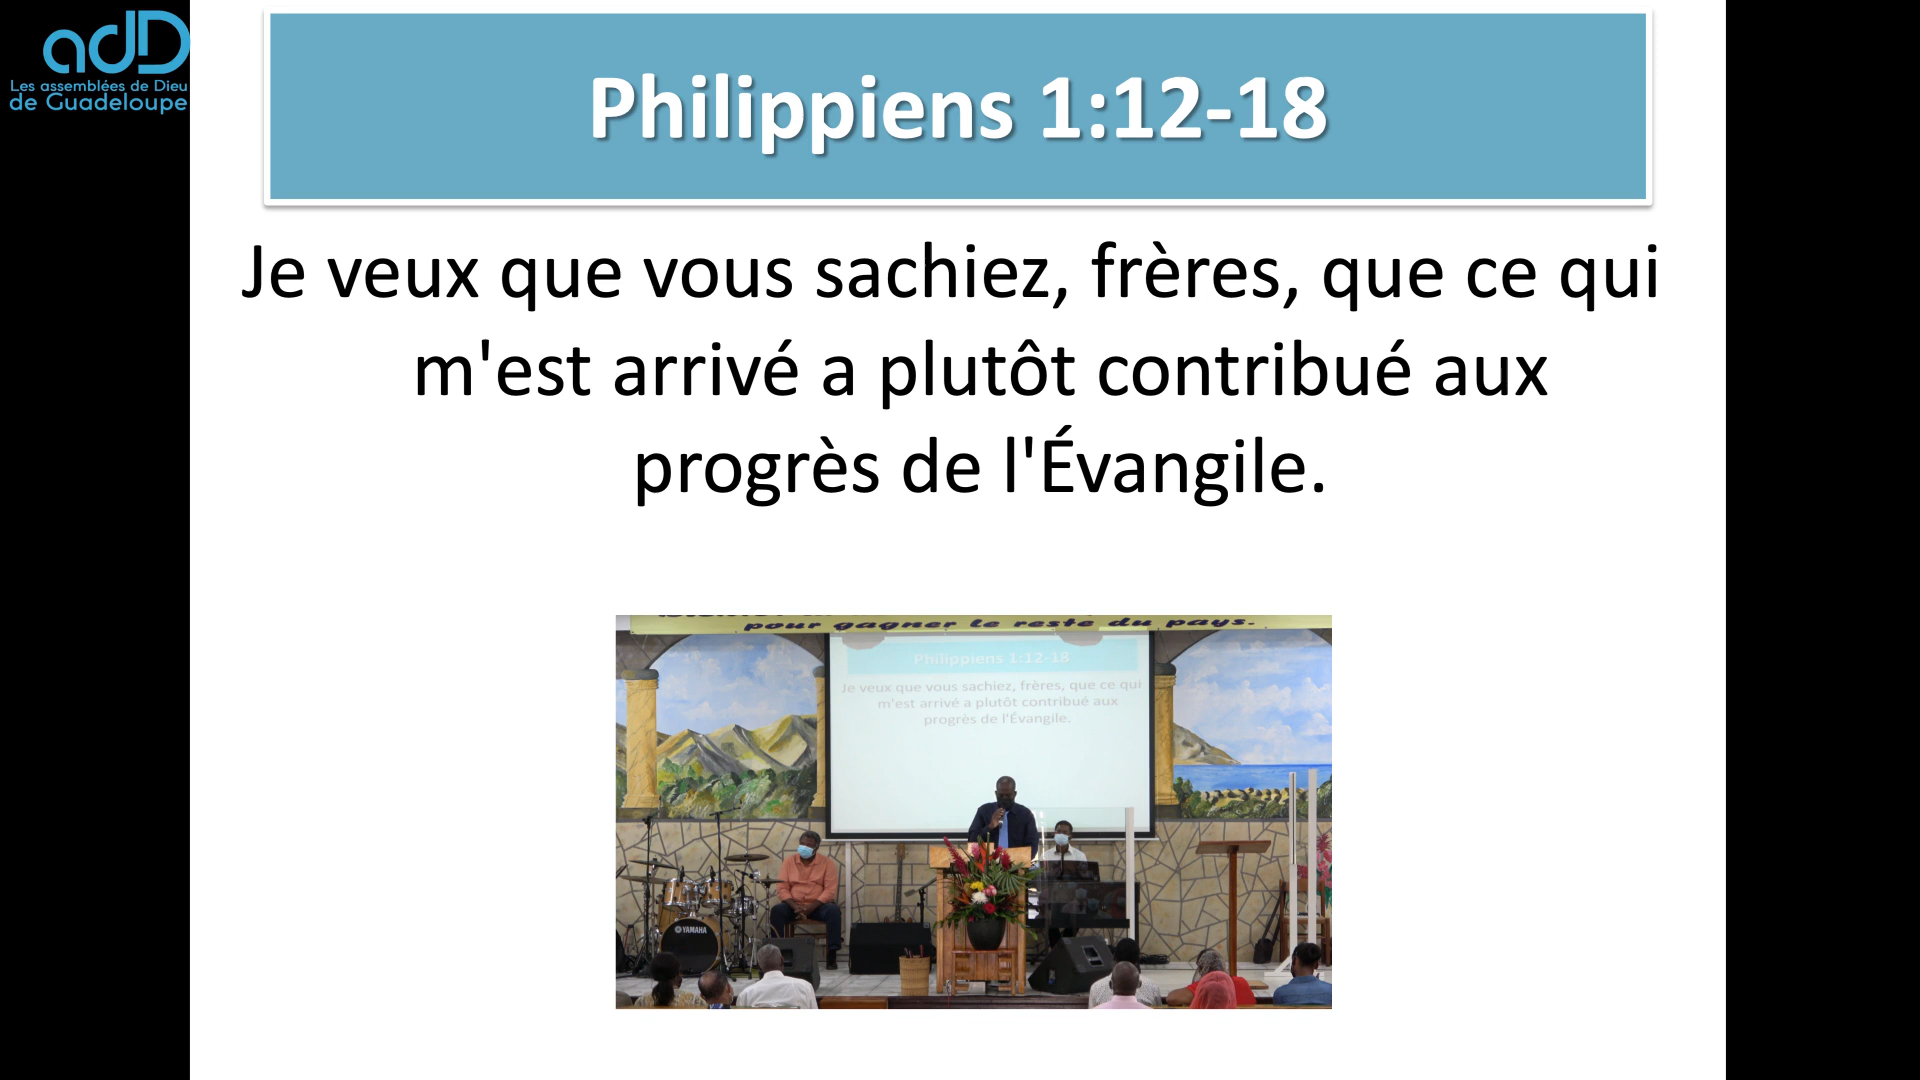 adD
Les assemblées de Dieu
de Guadeloupe
Philippiens 1:12-18
Je veux que vous sachiez, frères, que ce qui
m'est arrivé a plutôt contribué aux
progrès de l'Évangile.
pour gagner le reste du pays.
Philippiens 1:12-18
Je veux que vous sachiez, frères, que ce qui
m'est arrivé a plutôt contribué aux
progrès de l'Évangile.
YAMAHA